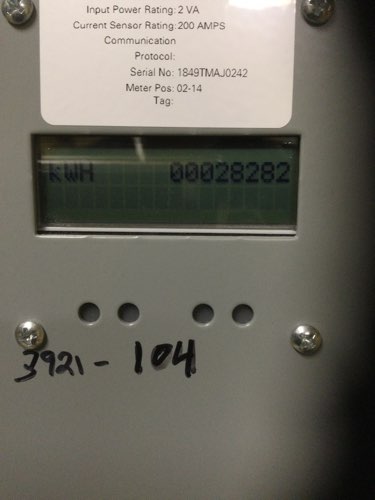 Input Power Rating: 2 VA
Current Sensor Rating: 200 AMPS
Communication
Protocol:
Serial No: 1849TMAJ0242
Meter Pos: 02-14
Tag:
kWH 00028282
3921-104